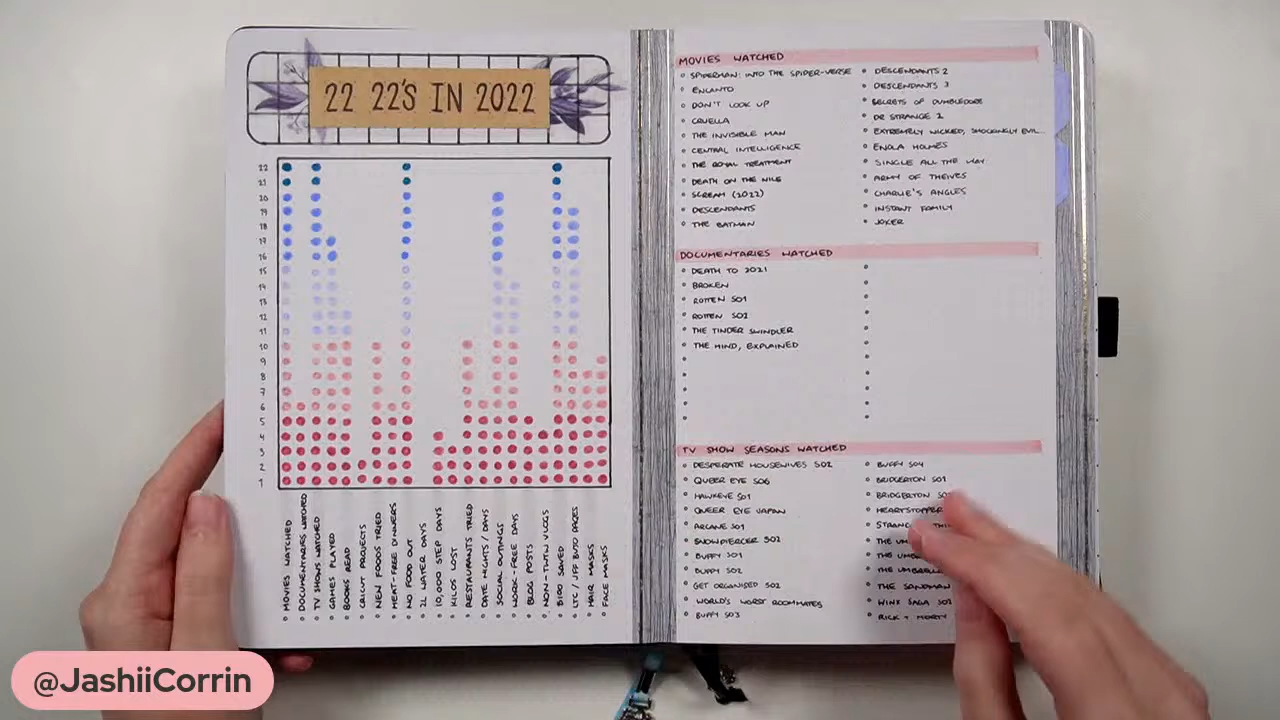 22 22'S IN 2022
22
21
20
19
18
17
16
15
14
13
12
11
10
9
8
7
6
5
4
3
2
1
MOVIES WATCHED
DOCUMENTARIES WATCHED
TV SHOWS WATCHED
GAMES PLAYED
BOOKS READ
CRICUT PROJECTS
NEW FOODS TRIED
MEAT-FREE DINNERS
NO FOOD OUT
2L WATER DAYS
10,000 STEP DAYS
KILOS LOST
RESTAURANTS TRIED
DATE NIGHTS / DAYS
SOCIAL OUTINGS
WORK-FREE DAYS
BLOG POSTS
NON-TWTW VLOGS
$100 SAVED
LTC JFF BUJO PAGES
HAIR MASKS
FACE MASKS
MOVIES WATCHED
SPIDERMAN: INTO THE SPIDER-VERSE
ENCANTO
DON'T LOOK UP
CRUELLA
THE INVISIBLE MAN
CENTRAL INTELLIGENCE
THE ROYAL TREATMENT
DEATH ON THE NILE
SCREAM (2022)
DESCENDANTS
THE BATMAN
DESCENDANTS 2
DESCENDANTS 3
SECRETS OF DUMBLEDORE
DR STRANGE 2
EXTREMELY WICKED, SHOCKINGLY EVIL...
ENOLA HOLMES
SINGLE ALL THE WAY
ARMY OF THIEVES
CHARLIE'S ANGLES
INSTANT FAMILY
JOKER
DOCUMENTARIES WATCHED
DEATH TO 2021
BROKEN
ROTTEN S01
ROTTEN S02
THE TINDER SWINDLER
THE MIND, EXPLAINED
TV SHOW SEASONS WATCHED
DESPERATE HOUSEWIVES S02
QUEER EYE S06
HAWKEYE S01
QUEER EYE JAPAN
ARCANE S01
SNOWPIERCER S02
BUFFY S01
BUFFY S02
GET ORGANISED S02
WORLD'S WORST ROOMMATES
BUFFY S03
BUFFY S04
BRIDGERTON S01
BRIDGERTON
HEARTSTOPPER
THE
THE
THE UMBRELLA
THE SANDMAN
WINX SAGA S02
RICK + MORTY
@JashiiCorrin